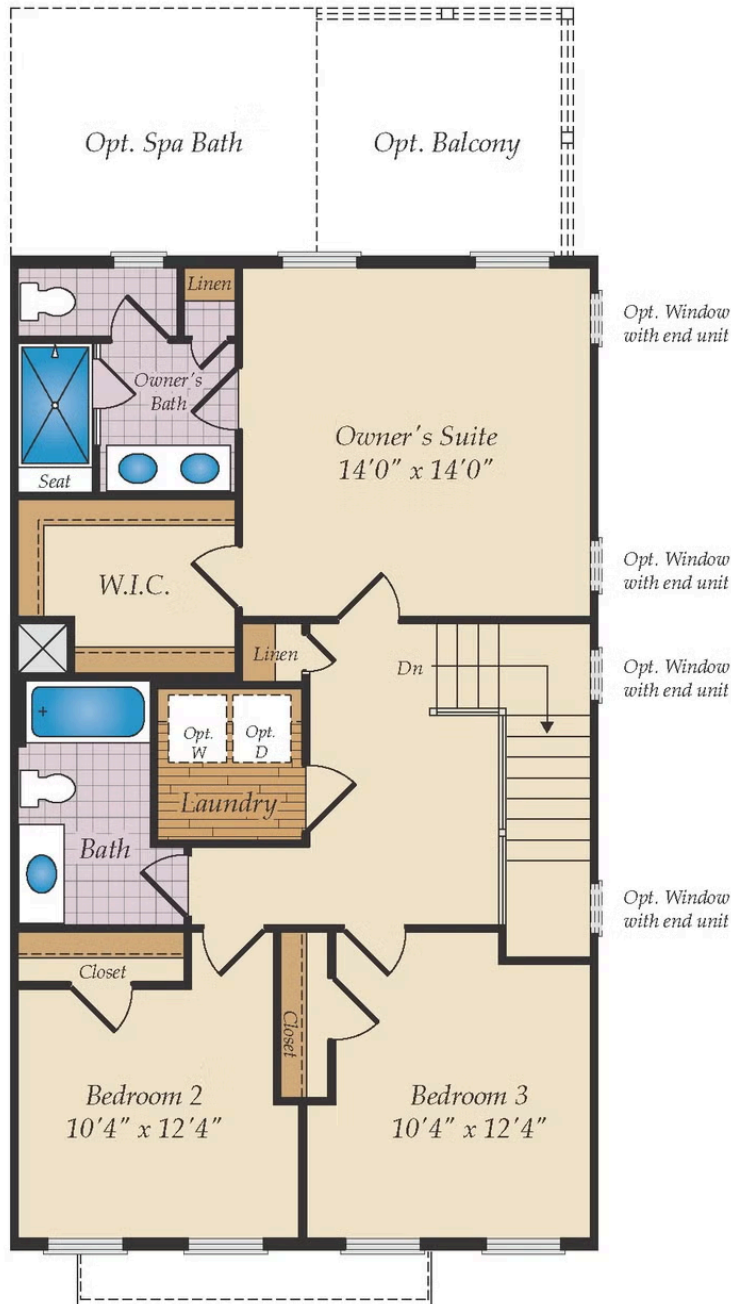 Opt. Spa Bath
Opt. Balcony
Linen
Opt. Window
with end unit
Owner's
Bath
Owner's Suite
14'0" x 14'0"
Seat
Opt. Window
with end unit
W.I.C.
Linen
Dn
Opt. Window
with end unit
Opt.
W
Opt.
D
Laundry
Bath
Opt. Window
with end unit
Closet
Closet
Bedroom 2
10'4" x 12'4"
Bedroom 3
10'4" x 12'4"